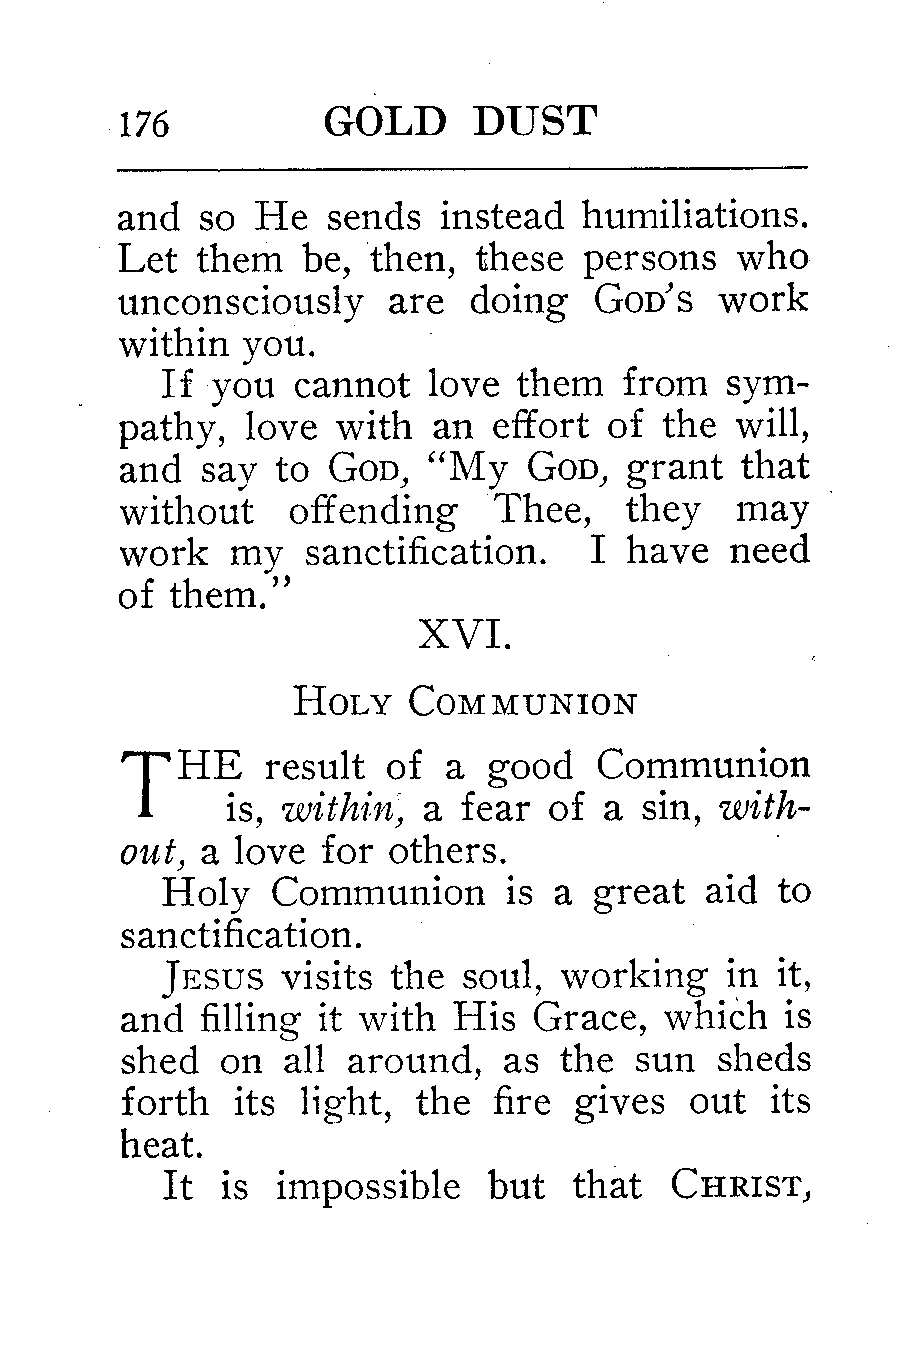 176 GOLD DUST
and so He sends instead humiliations.
Let them be, then, these persons who
unconsciously are doing GOD'S work
within you.
If you cannot love them from sym-
pathy, love with an effort of the will,
and say to GOD, "My GOD, grant that
without offending Thee, they may
work my sanctification. I have need
of them."
XVI.
HOLY COMMUNION
THE result of a good Communion
is, within, a fear of a sin, with-
out, a love for others.
Holy Communion is a great aid to
sanctification.
JESUS visits the soul, working in it,
and filling it with His Grace, which is
shed on all around, as the sun sheds
forth its light, the fire gives out its
heat.
It is impossible but that CHRIST,